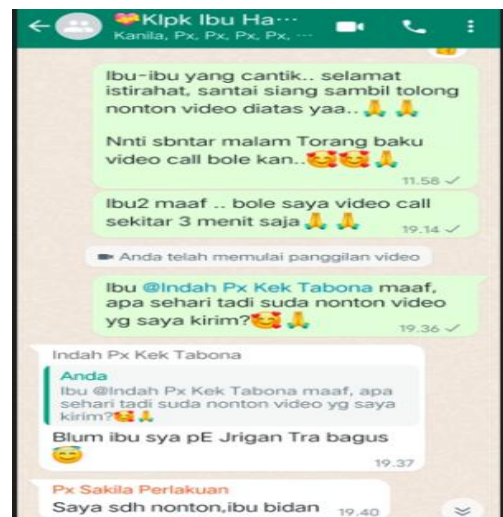 Klpk Ibu Ha...
Kanila, Px, Px, Px, Px, ...
Ibu-ibu yang cantik.. selamat
istirahat, santai siang sambil tolong
nonton video diatas yaa..🙏 🙏
Nnti sbntar malam Torang baku
video call bole kan..🥰🥰🙏
11.58
Ibu2 maaf .. bole saya video call
sekitar 3 menit saja🙏 🙏
19.14
Anda telah memulai panggilan video
Ibu @Indah Px Kek Tabona maaf,
apa sehari tadi suda nonton video
yg saya kirim?🥰🙏
19.36
Indah Px Kek Tabona
Anda
Ibu @Indah Px Kek Tabona maaf, apa
sehari tadi suda nonton video yg saya
kirim?🥰🙏
Blum ibu sya pE Jrigan Tra bagus
😇
19.37
Px Sakila Perlakuan
Saya sdh nonton,ibu bidan 19.40